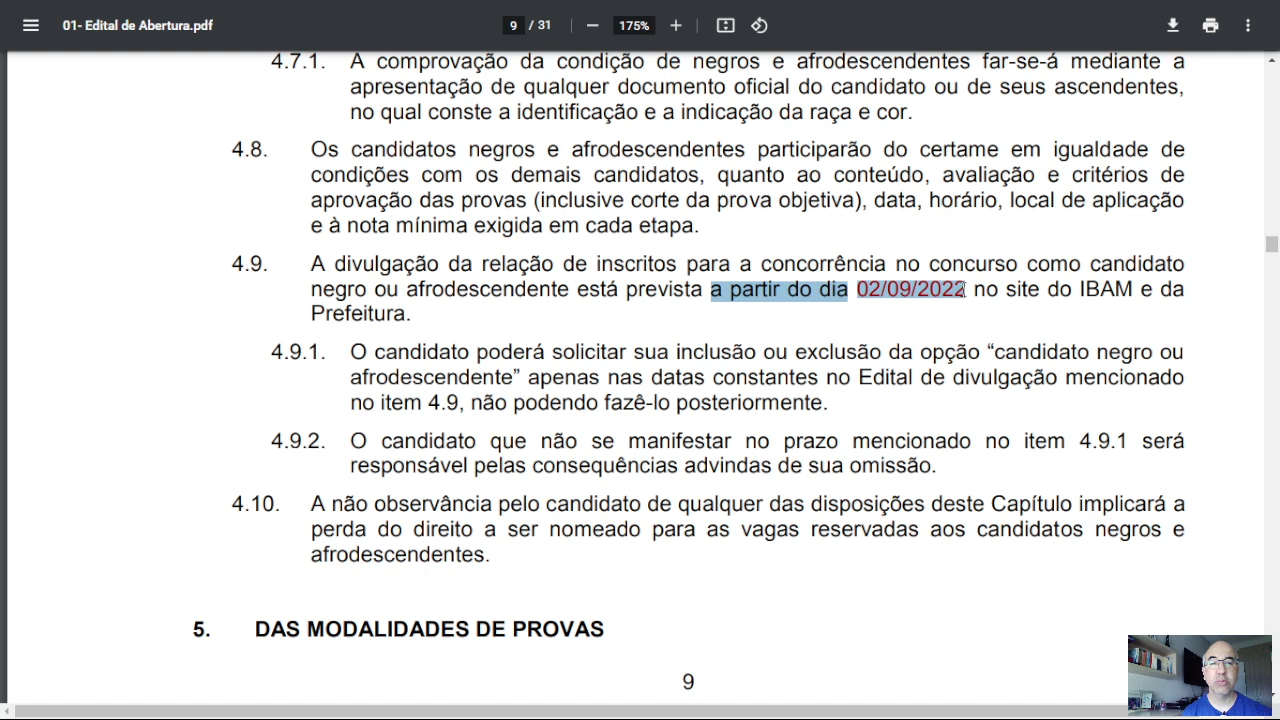 01- Edital de Abertura.pdf
9 / 31
175%
4.7.1. A comprovação da condição de negros e afrodescendentes far-se-á mediante a
apresentação de qualquer documento oficial do candidato ou de seus ascendentes,
no qual conste a identificação e a indicação da raça e cor.
4.8. Os candidatos negros e afrodescendentes participarão do certame em igualdade de
condições com os demais candidatos, quanto ao conteúdo, avaliação e critérios de
aprovação das provas (inclusive corte da prova objetiva), data, horário, local de aplicação
e à nota mínima exigida em cada etapa.
4.9. A divulgação da relação de inscritos para a concorrência no concurso como candidato
negro ou afrodescendente está prevista a partir do dia 02/09/2022 no site do IBAM e da
Prefeitura.
4.9.1. O candidato poderá solicitar sua inclusão ou exclusão da opção “candidato negro ou
afrodescendente” apenas nas datas constantes no Edital de divulgação mencionado
no item 4.9, não podendo fazê-lo posteriormente.
4.9.2. O candidato que não se manifestar no prazo mencionado no item 4.9.1 será
responsável pelas consequências advindas de sua omissão.
4.10. A não observância pelo candidato de qualquer das disposições deste Capítulo implicará a
perda do direito a ser nomeado para as vagas reservadas aos candidatos negros e
afrodescendentes.
5. DAS MODALIDADES DE PROVAS
9